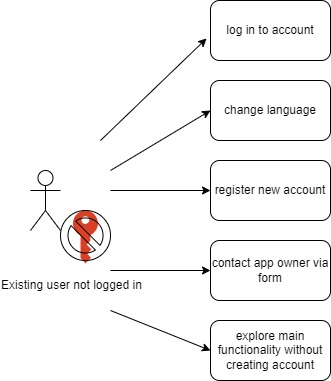 log in to account
change language
register new account
Existing user not logged in
contact app owner via
form
explore main
functionality without
creating account